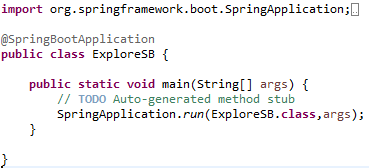 import org.springframework.boot.SpringApplication;
@SpringBootApplication
public class ExploreSB {
public static void main(String[] args) {
// TODO Auto-generated method stub
SpringApplication.run(ExploreSB.class,args);
}
}